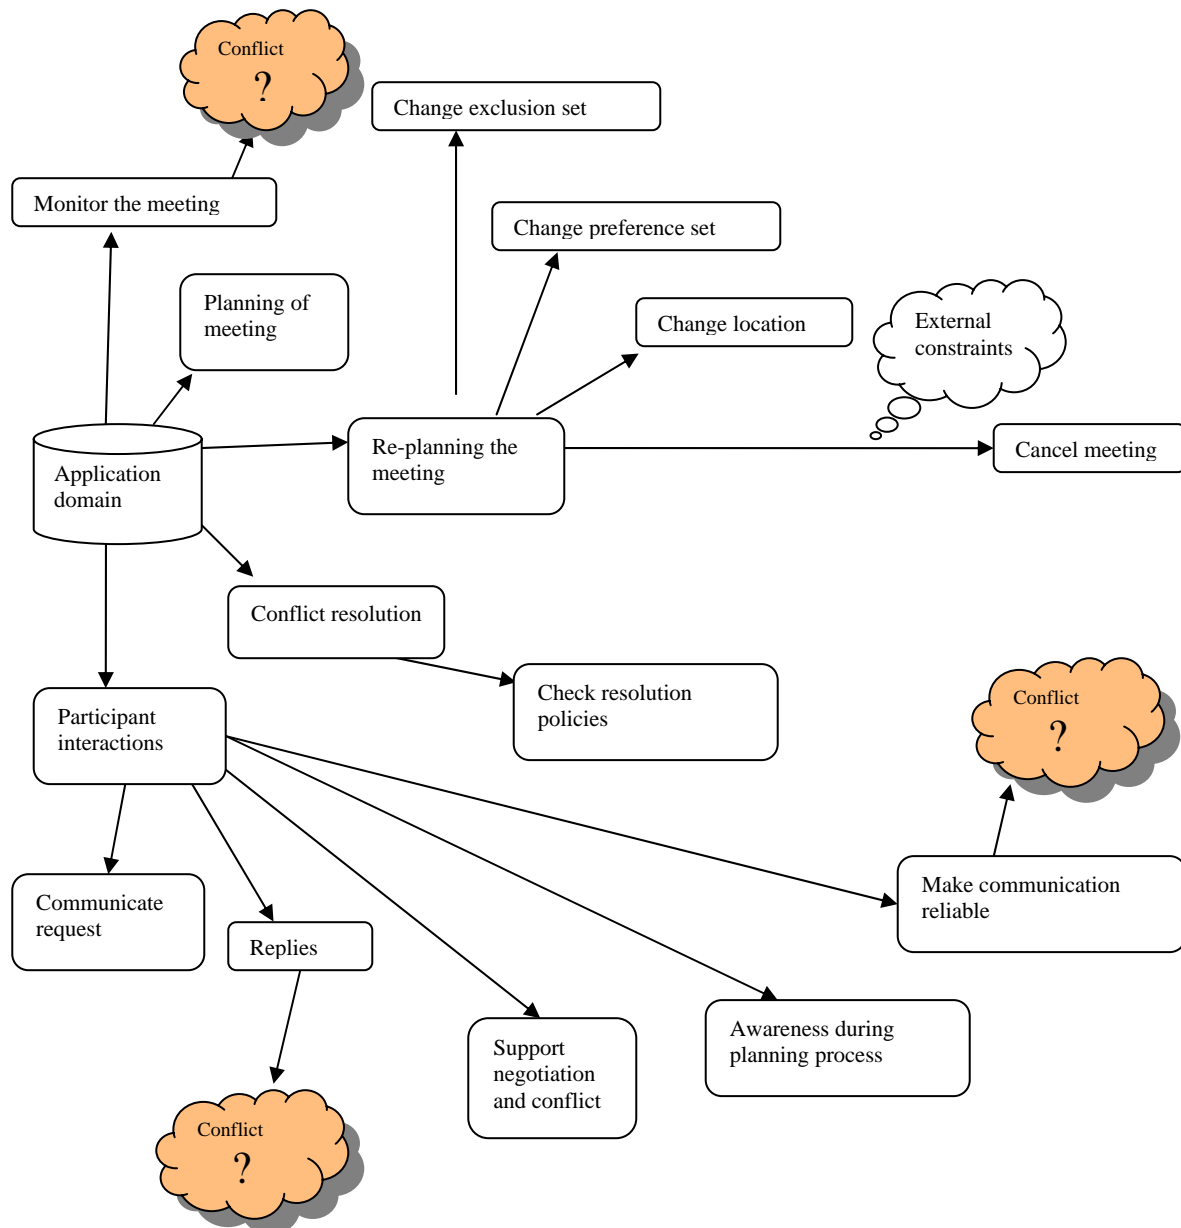 Conflict
?
Change exclusion set
Monitor the meeting
Change preference set
Planning of
meeting
Change location
External
constraints
Re-planning the
meeting
Cancel meeting
Application
domain
Conflict resolution
Check resolution
policies
Conflict
?
Participant
interactions
Make communication
reliable
Communicate
request
Replies
Awareness during
planning process
Support
negotiation
and conflict
Conflict
?